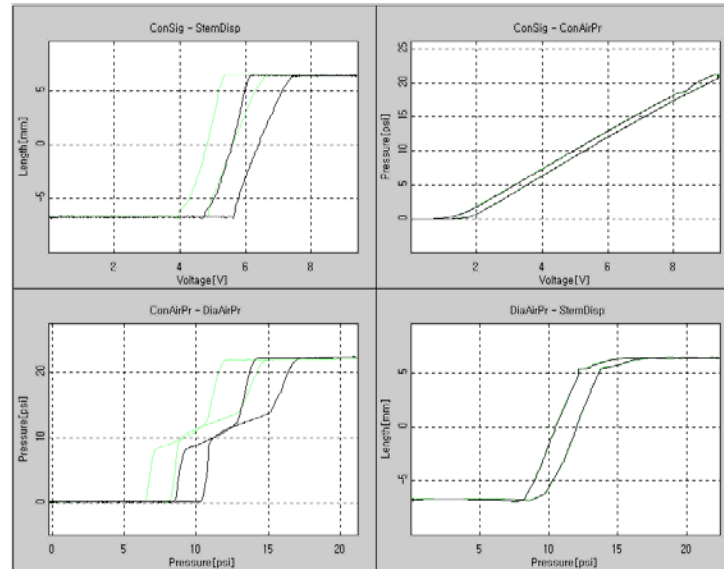 ConSig - StemDisp
Length[mm]
5
0
-5
2
4
6
8
Voltage[V]
ConSig - ConAirPr
Pressure[psi]
25
20
15
10
5
0
2
4
6
8
Voltage[V]
ConAirPr - DiaAirPr
Pressure[psi]
20
10
0
0
5
10
15
20
Pressure[psi]
DiaAirPr - StemDisp
Length[mm]
5
0
-5
5
10
15
20
Pressure[psi]